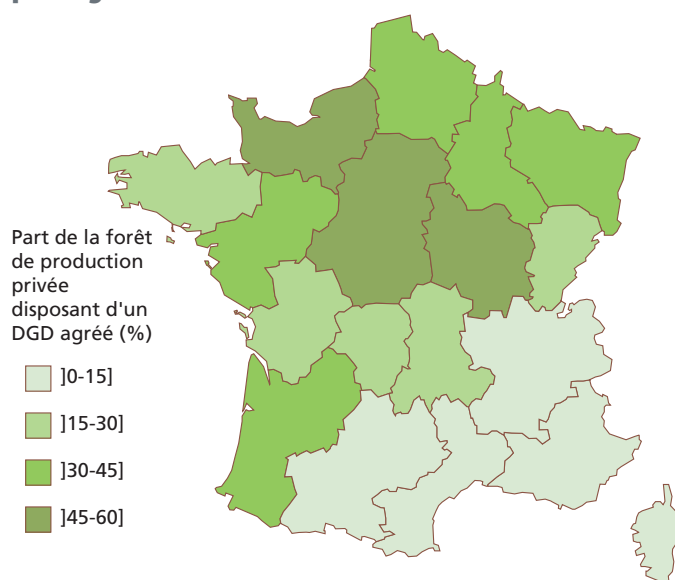 Part de la forêt
de production
privée
disposant d'un
DGD agréé (%)
]0-15]
]15-30]
]30-45]
]45-60]